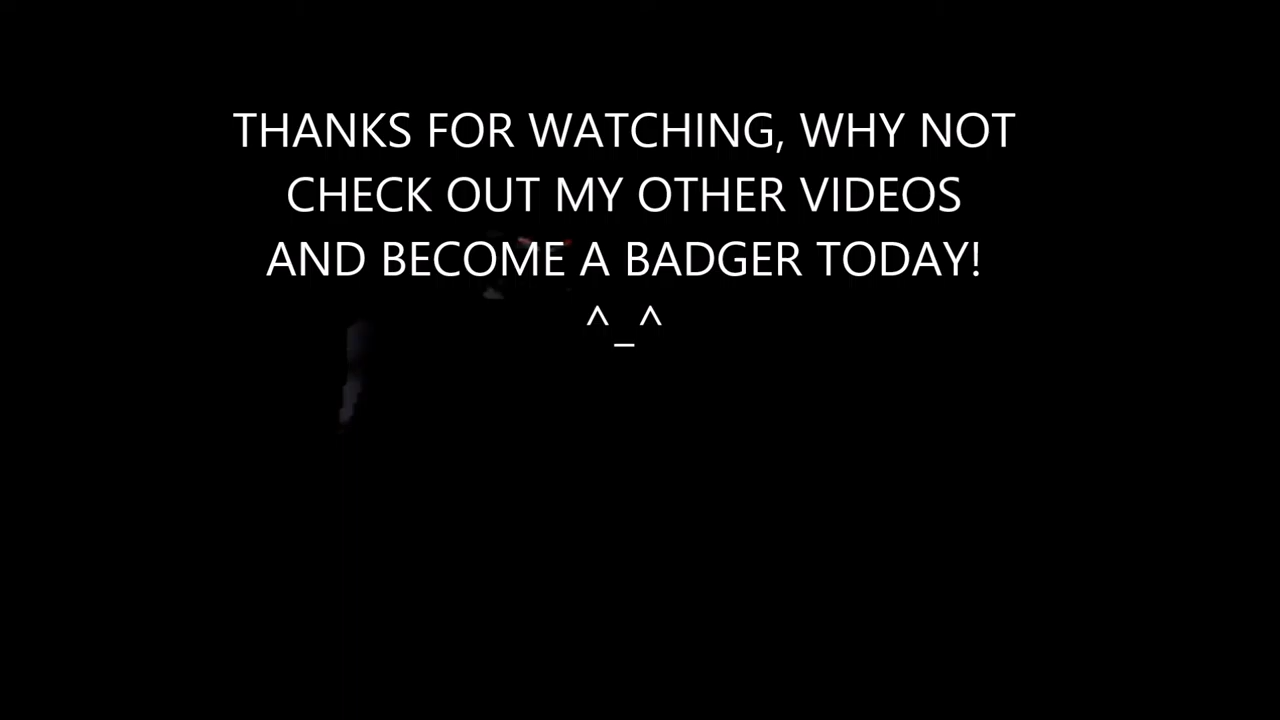 THANKS FOR WATCHING, WHY NOT
CHECK OUT MY OTHER VIDEOS
AND BECOME A BADGER TODAY!
^_^